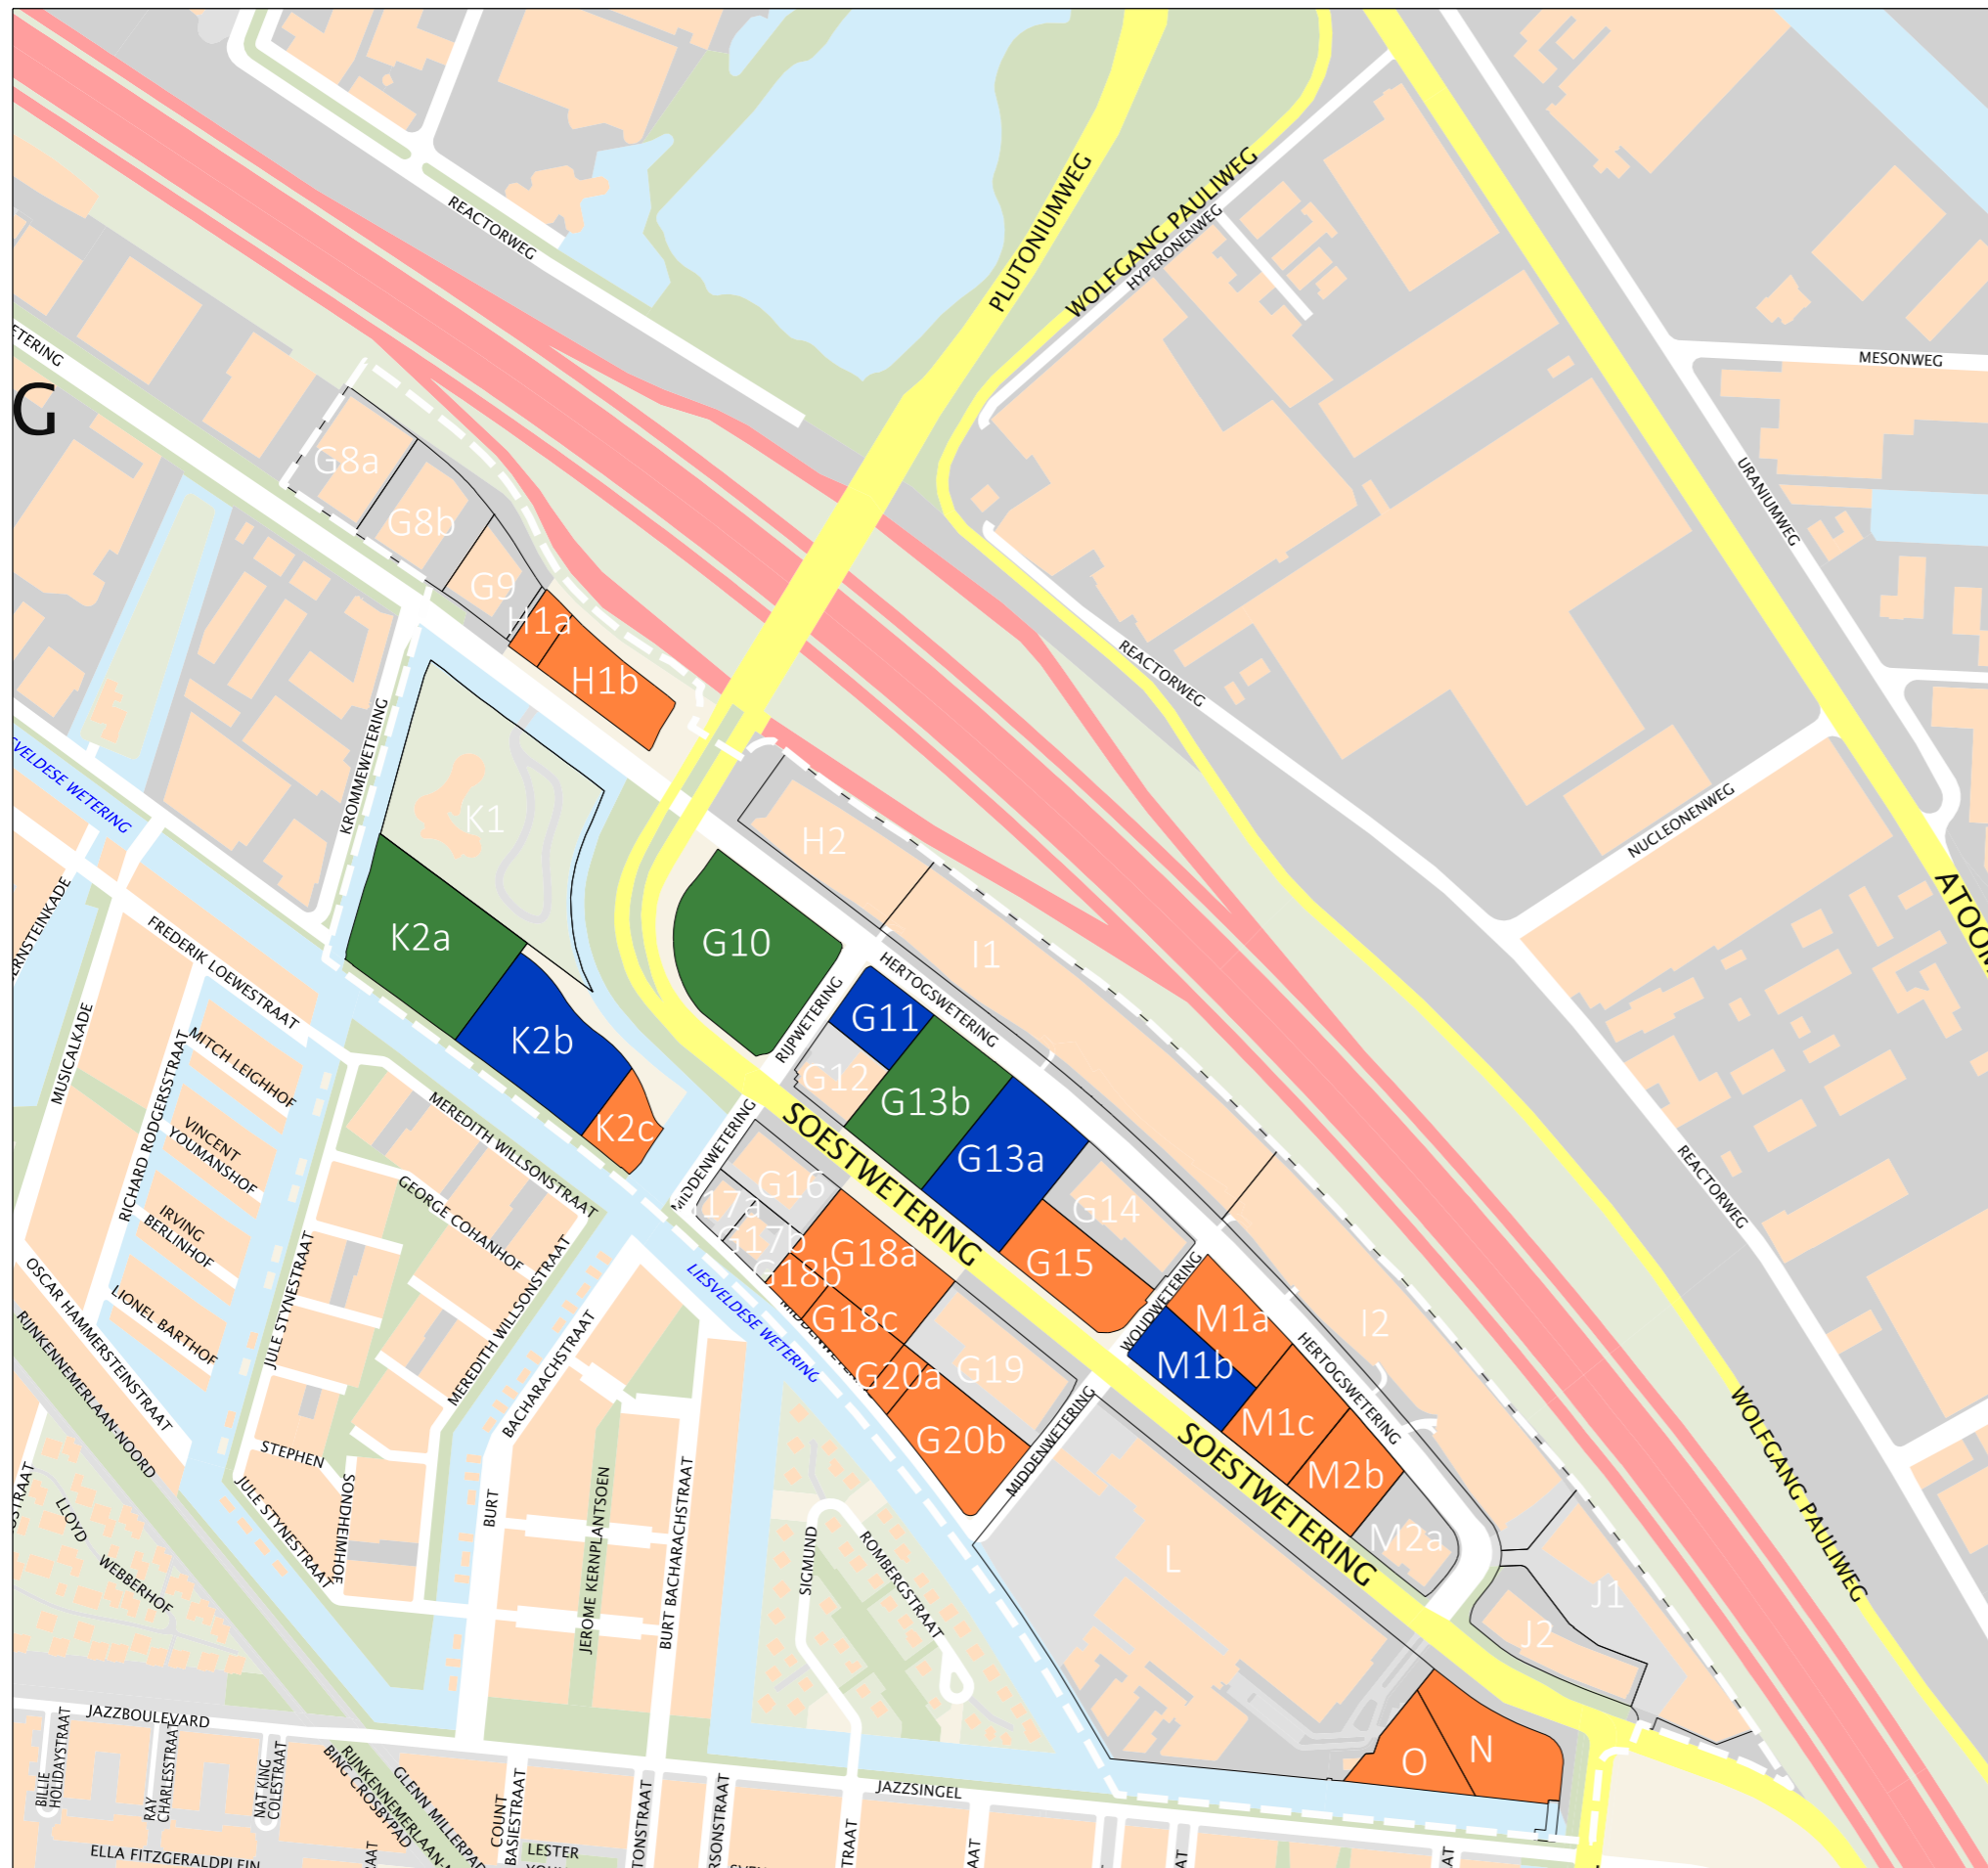 REACTORWEG
PLUTONIUMWEG
WOLFGANG PAULIWEG
HYPERONENWEG
MESONWEG
URANIUMWEG
ETERING
G
G8a
G8b
G9
H1a
H1b
REACTORWEG
KROMMEWETERING
K1
H2
NUCLEONENWEG
ATOOM
K2a
G10
I1
HERTOGSWETERING
RIJPWETERING
FREDERIK LOEWESTRAAT
MUSICALKADE
MITCH LEIGHHOF
RICHARD RODGERSSTRAAT
K2b
G11
G12
G13b
K2c
G13a
MEREDITH WILLSONSTRAAT
VINCENT
YOUMANSHOF
MIDDENWETERING
SOESTWETERING
G14
G16
G17b
GEORGE COHANHOF
IRVING
BERLINHOF
G18a
G18b
G15
G18c
LIESVELDESE WETERING
WOUDWETERING
M1a
I2
HERTOGSWETERING
M1b
REACTORWEG
OSCAR HAMMERSTEINSTRAAT
LIONEL BARTHOF
JULE STYNESTRAAT
MEREDITH WILLSONSTRAAT
BACHARACHSTRAAT
G19
G20a
G20b
M1c
M2b
M2a
RIJNKENNEMERLAAN-NOORD
MIDDENWETERING
SOESTWETERING
WOLFGANG PAULIWEG
STEPHEN
SONDHEIMHOF
JULE STYNESTRAAT
BURT
JEROME KERNPLANTSOEN
BURT BACHARACHSTRAAT
SIGMUND
ROMBERGSTRAAT
L
J1
J2
LLOYD
WEBBERHOF
O
N
JAZZBOULEVARD
JAZZSINGEL
BILLIE
HOLIDAYSTRAAT
RAY
CHARLESSTRAAT
NAT KING
COLESTRAAT
BING CROSBYPAD
GLENN MILLERPAD
COUNT
BASIESTRAAT
LESTER
ELLA FITZGERALDPLEIN